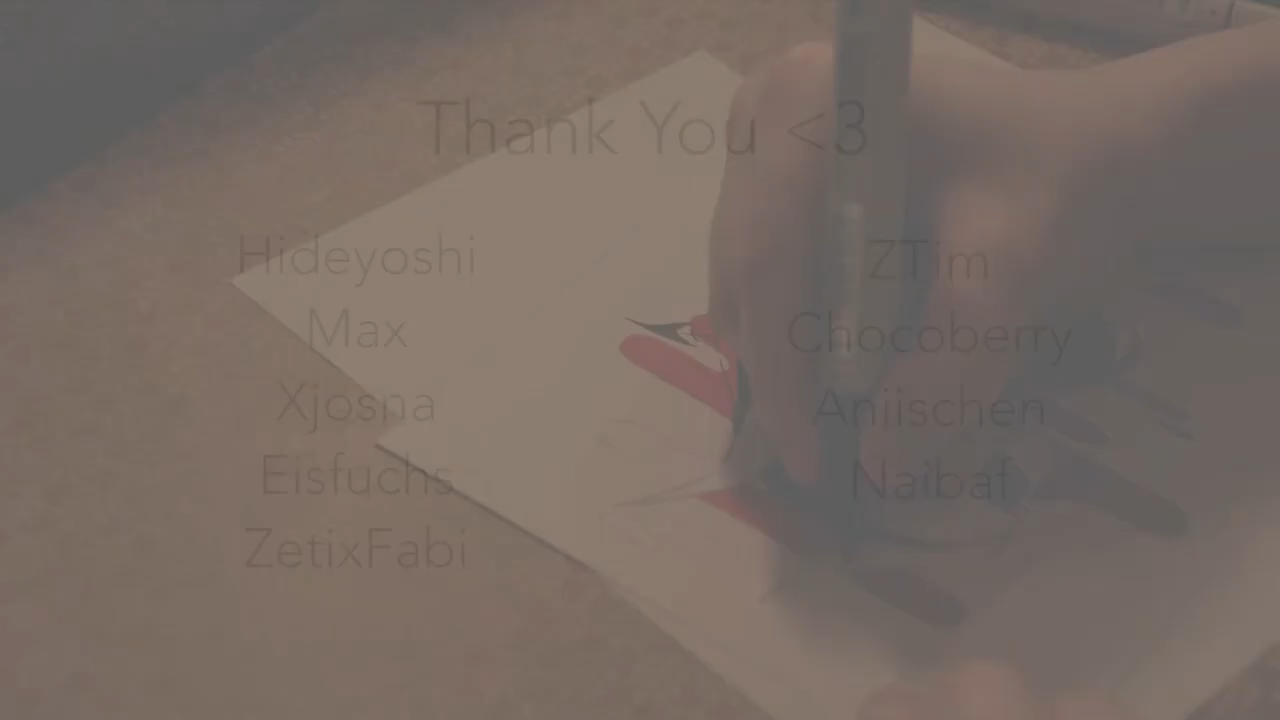 Thank You <3
Hideyoshi
Max
Xjosna
Eisfuchs
ZetixFabi
ZTim
Chocoberry
Aniischen
Naibaf